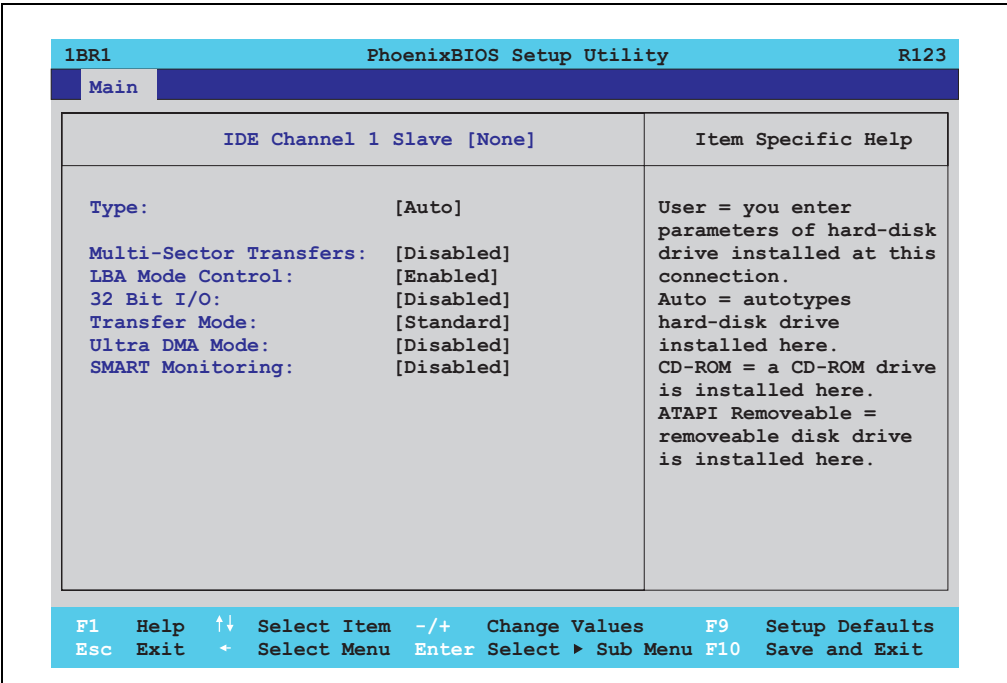 1BR1 PhoenixBIOS Setup Utility R123
Main
IDE Channel 1 Slave [None]
Type: [Auto]
Multi-Sector Transfers: [Disabled]
LBA Mode Control: [Enabled]
32 Bit I/O: [Disabled]
Transfer Mode: [Standard]
Ultra DMA Mode: [Disabled]
SMART Monitoring: [Disabled]
Item Specific Help
User = you enter
parameters of hard-disk
drive installed at this
connection.
Auto = autotypes
hard-disk drive
installed here.
CD-ROM = a CD-ROM drive
is installed here.
ATAPI Removeable =
removeable disk drive
is installed here.
F1 Help ↑↓ Select Item -/+ Change Values F9 Setup Defaults
Esc Exit ← Select Menu Enter Select ▶ Sub Menu F10 Save and Exit